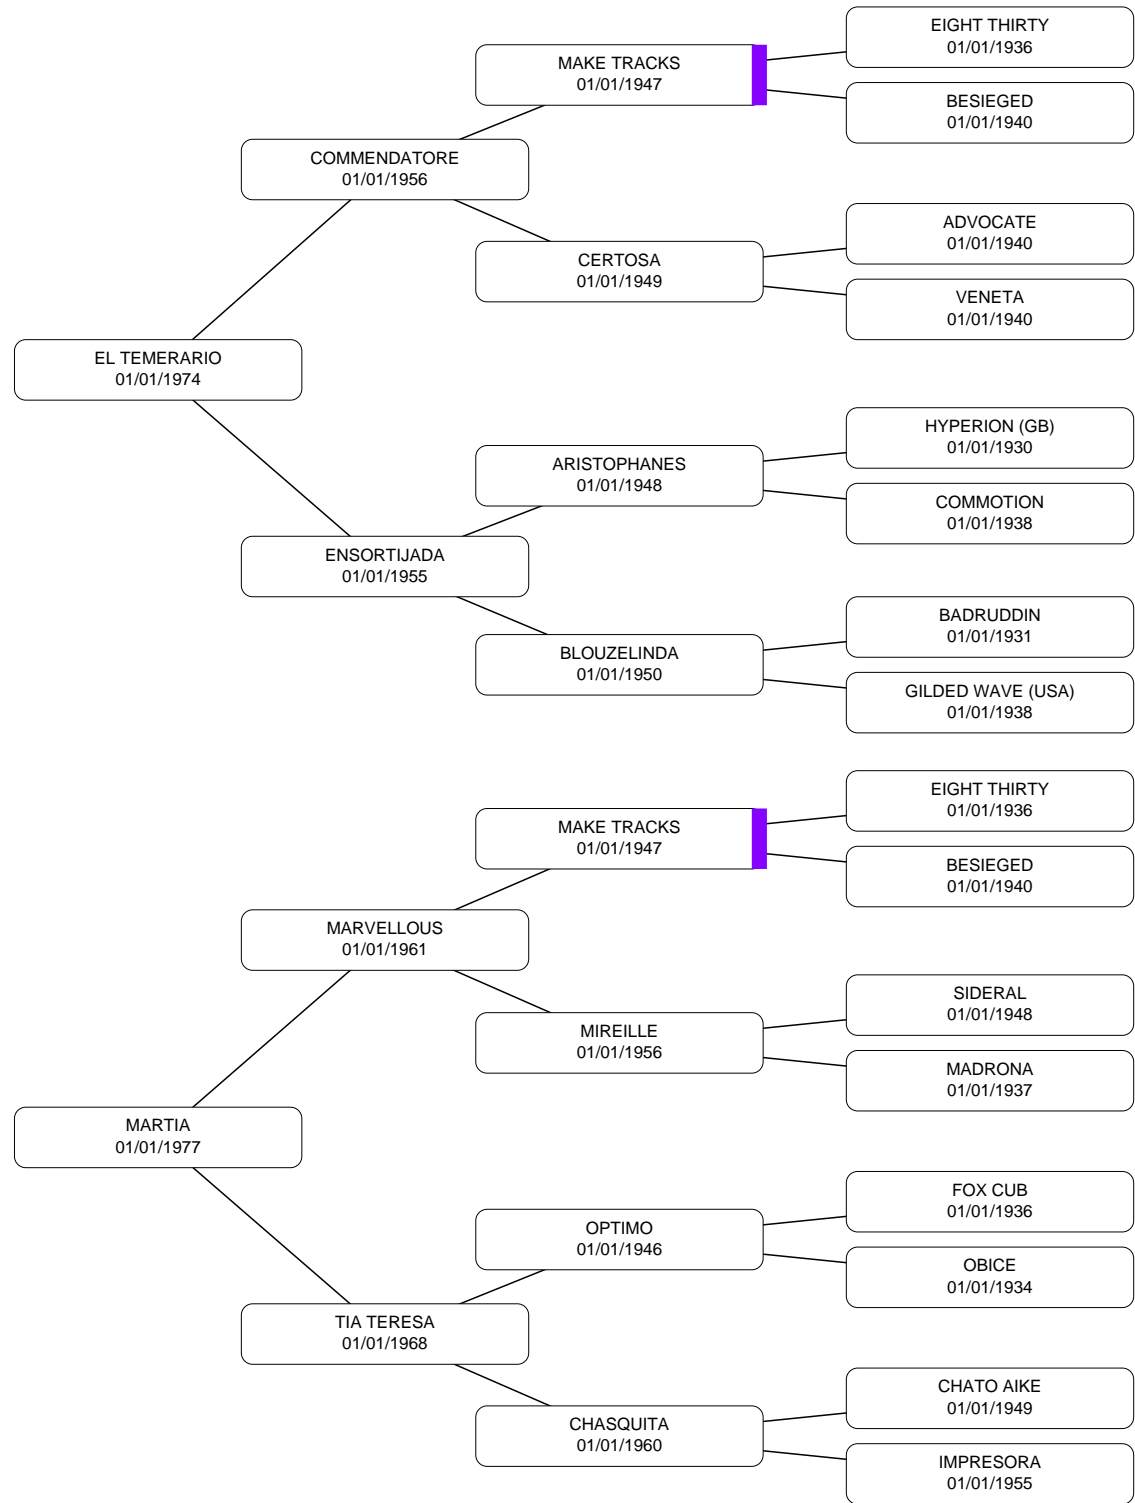 EIGHT THIRTY
01/01/1936
MAKE TRACKS
01/01/1947
BESIEGED
01/01/1940
COMMENDATORE
01/01/1956
ADVOCATE
01/01/1940
CERTOSA
01/01/1949
VENETA
01/01/1940
EL TEMERARIO
01/01/1974
HYPERION (GB)
01/01/1930
ARISTOPHANES
01/01/1948
COMMOTION
01/01/1938
ENSORTIJADA
01/01/1955
BADRUDDIN
01/01/1931
BLOUZELINDA
01/01/1950
GILDED WAVE (USA)
01/01/1938
EIGHT THIRTY
01/01/1936
MAKE TRACKS
01/01/1947
BESIEGED
01/01/1940
MARVELLOUS
01/01/1961
SIDERAL
01/01/1948
MIREILLE
01/01/1956
MADRONA
01/01/1937
MARTIA
01/01/1977
FOX CUB
01/01/1936
OPTIMO
01/01/1946
OBICE
01/01/1934
TIA TERESA
01/01/1968
CHATO AIKE
01/01/1949
CHASQUITA
01/01/1960
IMPRESORA
01/01/1955